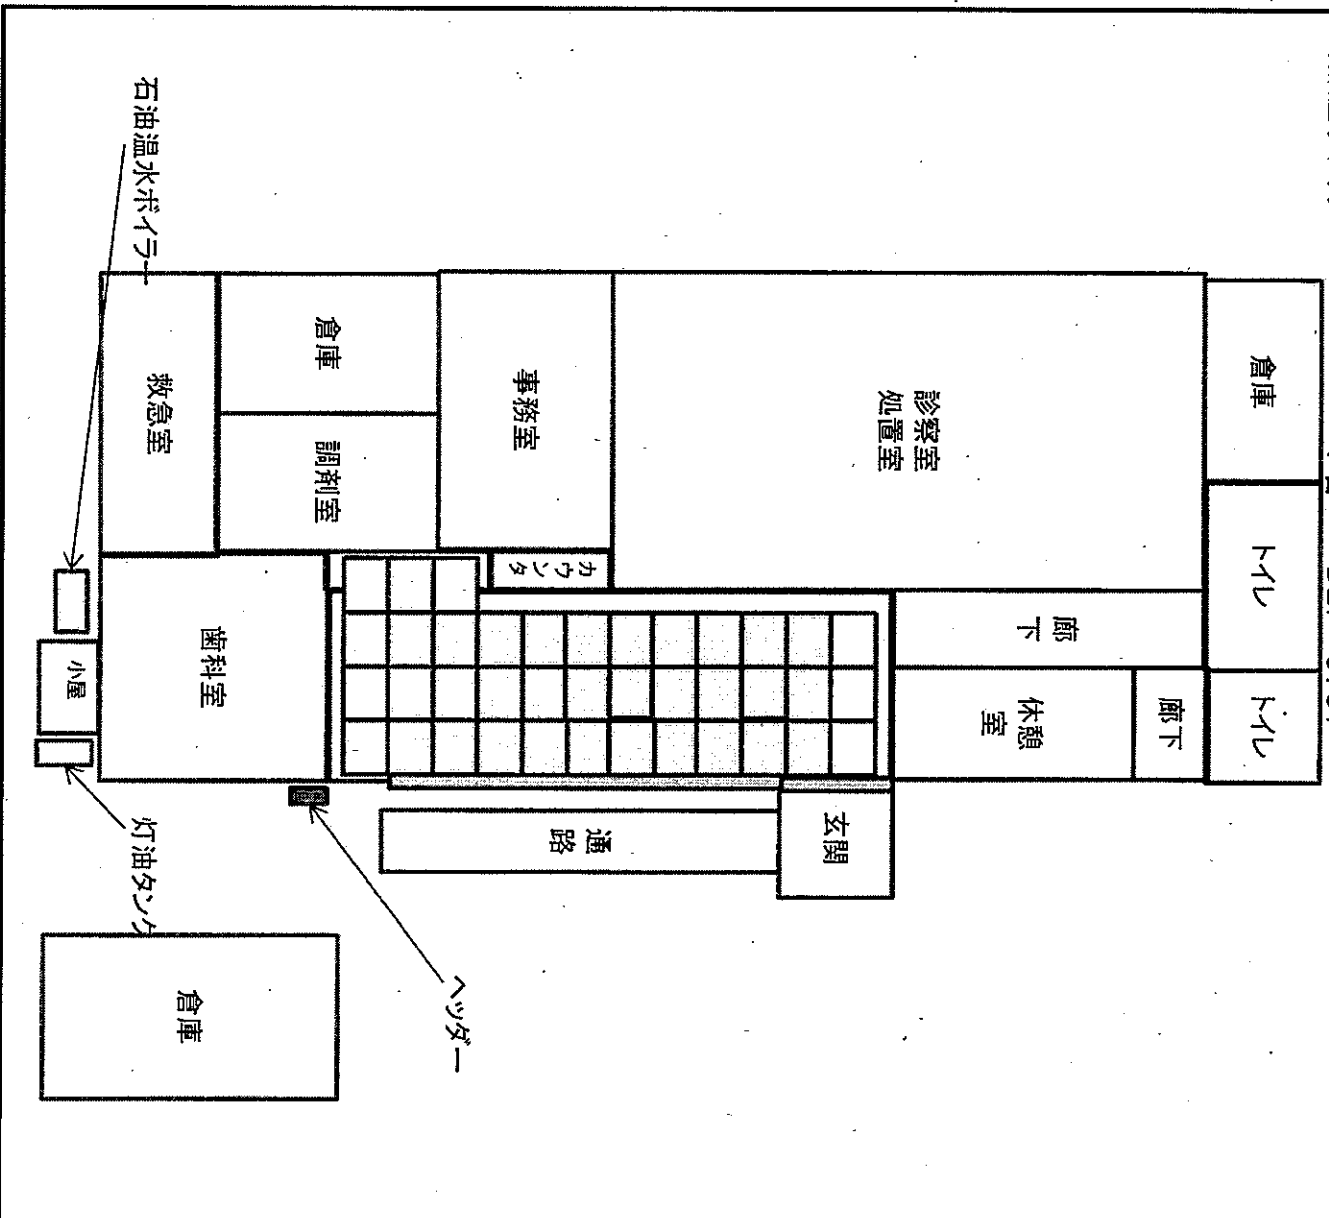 倉庫
トイレ
トイレ
廊下
廊
下
休憩
室
診察室
処置室
玄関
通
路
カウン
タ
事務室
ヘッダー
倉庫
調剤室
歯科室
倉庫
救急室
石油温水ボイラー
灯油タンク
小屋